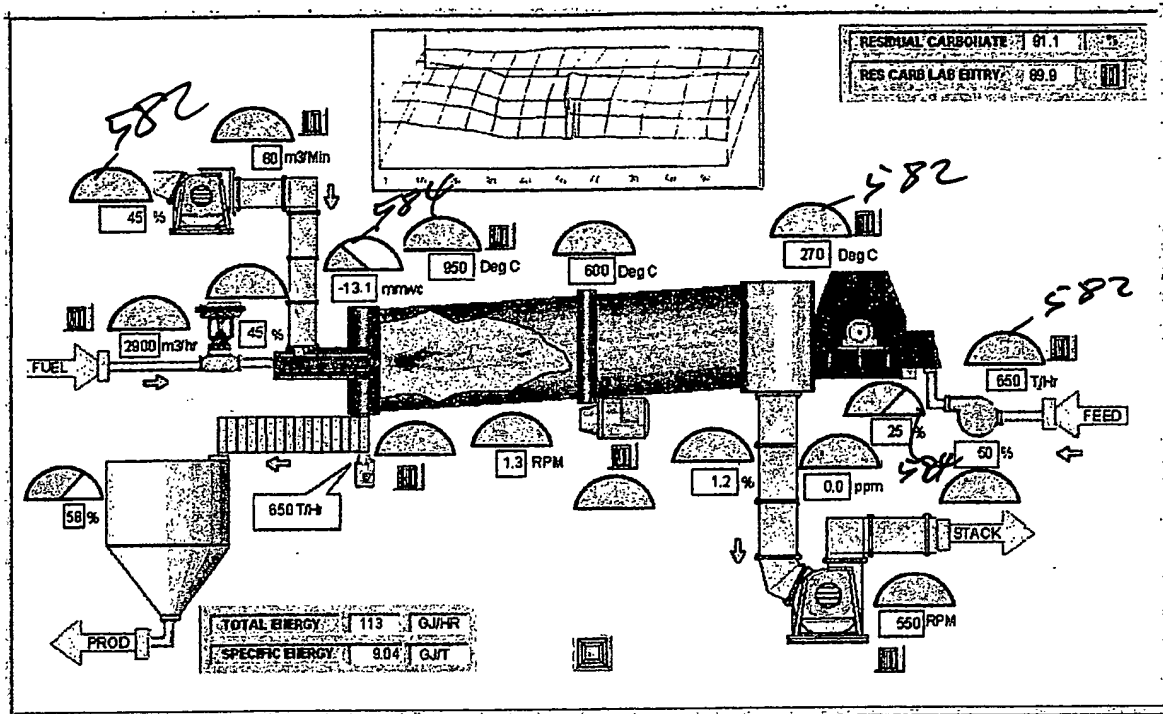 RESIDUAL CARBONATE 91.1 %
RES CARB LAB ENTRY 89.9
582
60 m3/Min
45 %
584
582
950 Deg C
600 Deg C
270 Deg C
-13.1 mmwc
582
2900 m3/hr
45 %
650 T/Hr
FUEL
FEED
25 %
50 %
584
1.3 RPM
1.2 %
0.0 ppm
58 %
650 T/Hr
STACK
550 RPM
TOTAL ENERGY 113 GJ/HR
SPECIFIC ENERGY 9.04 GJ/T
PROD